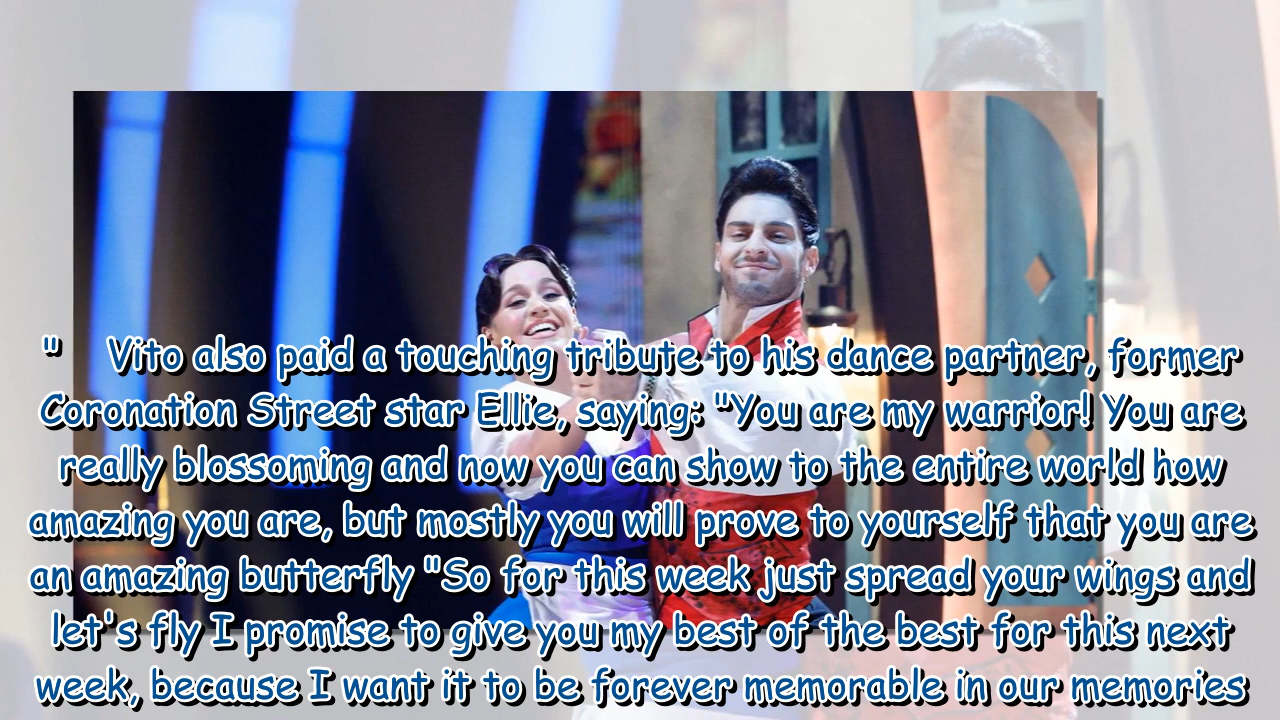 " Vito also paid a touching tribute to his dance partner, former
Coronation Street star Ellie, saying: "You are my warrior! You are
really blossoming and now you can show to the entire world how
amazing you are, but mostly you will prove to yourself that you are
an amazing butterfly "So for this week just spread your wings and
let's fly I promise to give you my best of the best for this next
week, because I want it to be forever memorable in our memories